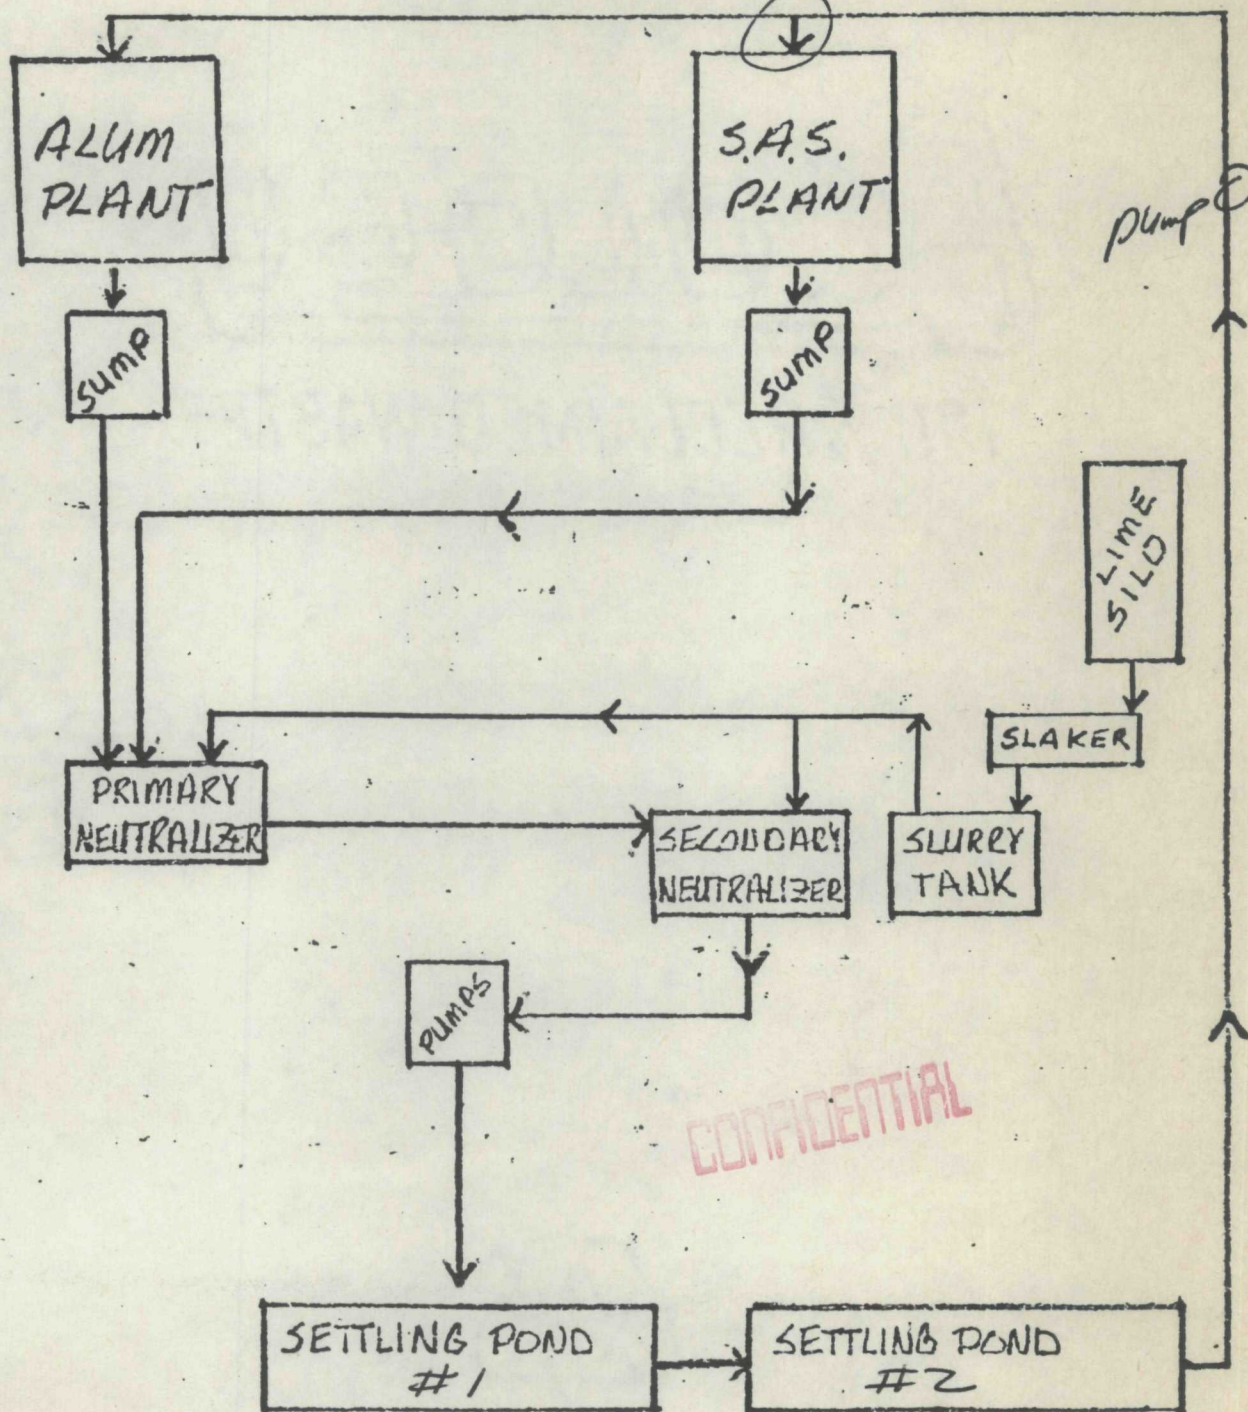 ALUM
PLANT
S.A.S.
PLANT
pump
SUMP
SUMP
LIME
SILO
SLAKER
PRIMARY
NEUTRALIZER
SECONDARY
NEUTRALIZER
SLURRY
TANK
PUMPS
CONFIDENTIAL
SETTLING POND
#1
SETTLING POND
#2